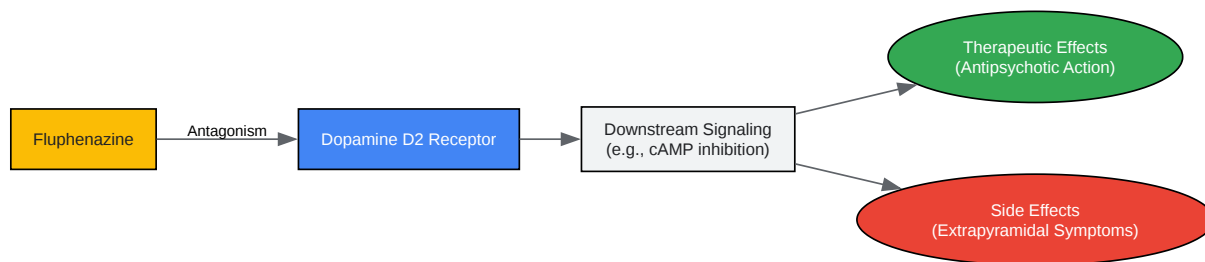 Fluphenazine
Antagonism
Dopamine D2 Receptor
Downstream Signaling
(e.g., cAMP inhibition)
Therapeutic Effects
(Antipsychotic Action)
Side Effects
(Extrapyramidal Symptoms)